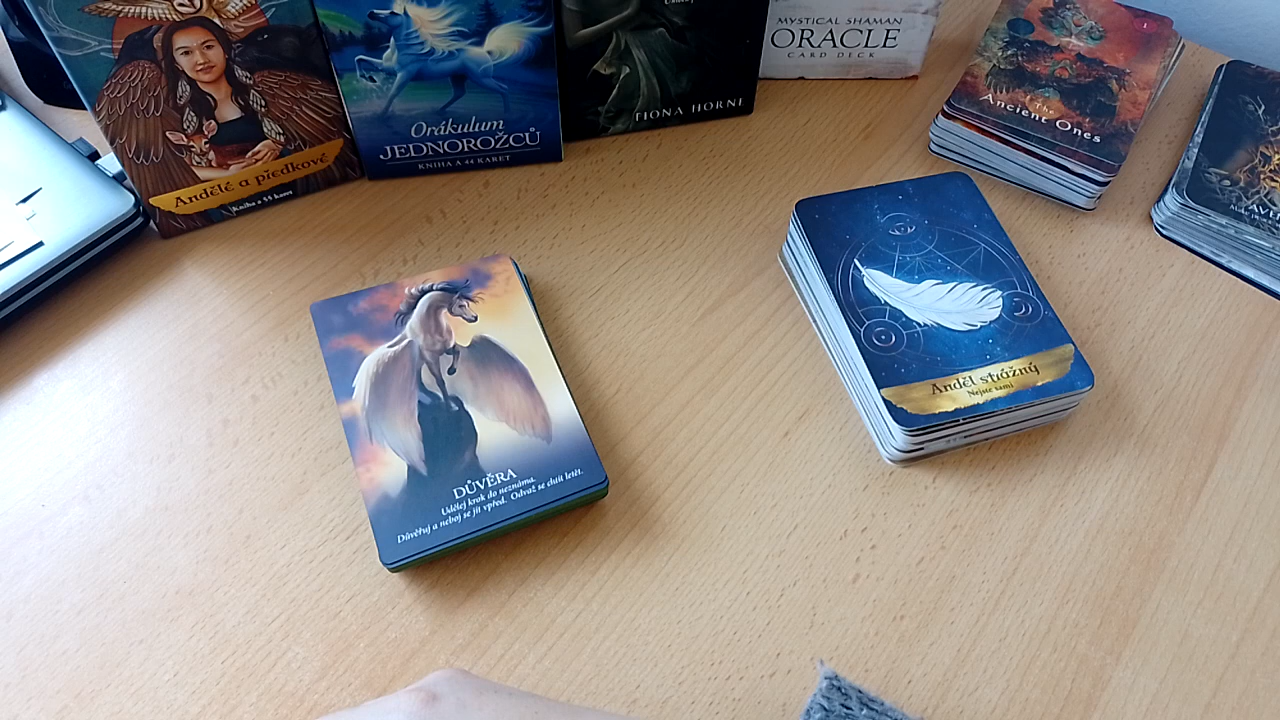 Andělé a předkové
Kniha a 55 karet
Orákulum
JEDNOROŽCŮ
KNIHA A 44 KARET
FIONA HORNE
MYSTICAL SHAMAN
ORACLE
CARD DECK
1
The
Ancient Ones
DŮVĚRA
Udělej krok do neznáma.
Důvěřuj a neboj se jít vpřed. Odvaž se chtít letět.
Anděl strážný
Nejste sami